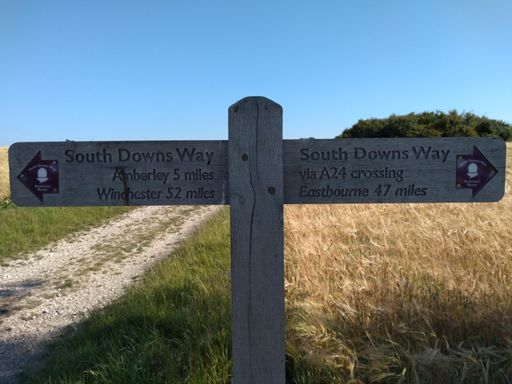 South Downs Way
Amberley 5 miles
Winchester 52 miles
South Downs Way
via A24 crossing
Eastbourne 47 miles